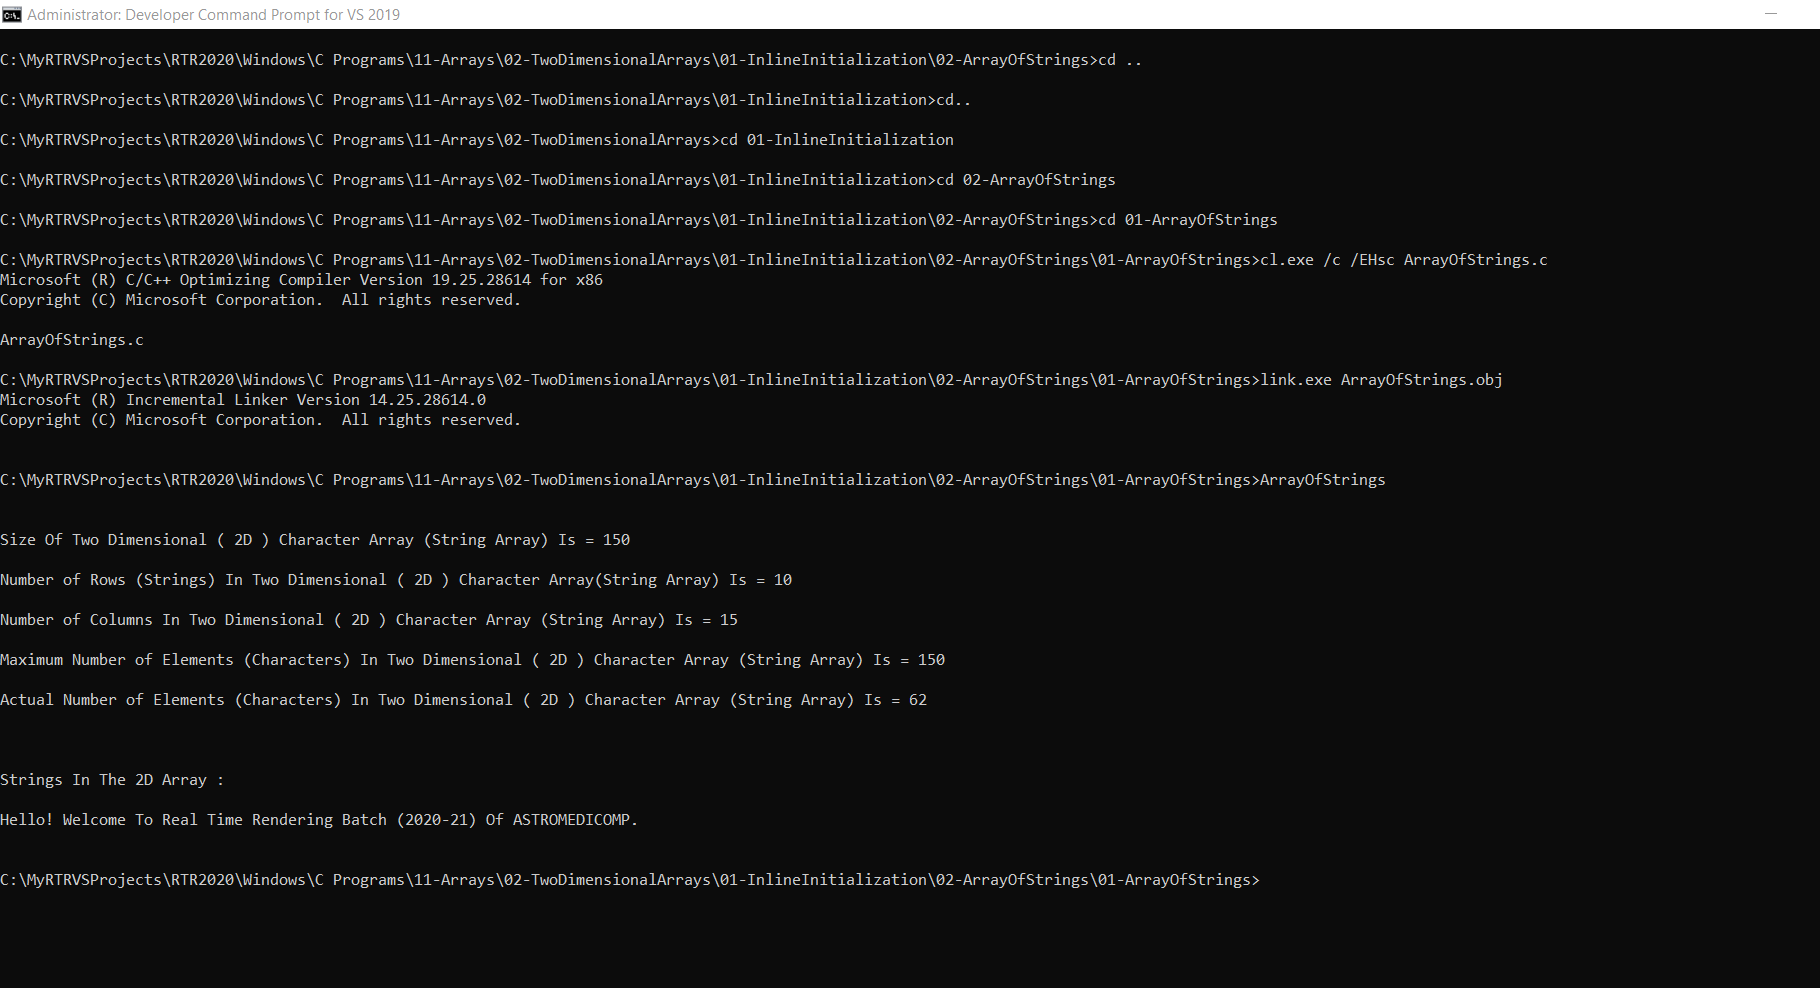 Administrator: Developer Command Prompt for VS 2019
C:\MyRTRVSProjects\RTR2020\Windows\C Programs\11-Arrays\02-TwoDimensionalArrays\01-InlineInitialization\02-ArrayOfStrings>cd ..
C:\MyRTRVSProjects\RTR2020\Windows\C Programs\11-Arrays\02-TwoDimensionalArrays\01-InlineInitialization>cd..
C:\MyRTRVSProjects\RTR2020\Windows\C Programs\11-Arrays\02-TwoDimensionalArrays>cd 01-InlineInitialization
C:\MyRTRVSProjects\RTR2020\Windows\C Programs\11-Arrays\02-TwoDimensionalArrays\01-InlineInitialization>cd 02-ArrayOfStrings
C:\MyRTRVSProjects\RTR2020\Windows\C Programs\11-Arrays\02-TwoDimensionalArrays\01-InlineInitialization\02-ArrayOfStrings>cd 01-ArrayOfStrings
C:\MyRTRVSProjects\RTR2020\Windows\C Programs\11-Arrays\02-TwoDimensionalArrays\01-InlineInitialization\02-ArrayOfStrings\01-ArrayOfStrings>cl.exe /c /EHsc ArrayOfStrings.c
Microsoft (R) C/C++ Optimizing Compiler Version 19.25.28614 for x86
Copyright (C) Microsoft Corporation.  All rights reserved.
ArrayOfStrings.c
C:\MyRTRVSProjects\RTR2020\Windows\C Programs\11-Arrays\02-TwoDimensionalArrays\01-InlineInitialization\02-ArrayOfStrings\01-ArrayOfStrings>link.exe ArrayOfStrings.obj
Microsoft (R) Incremental Linker Version 14.25.28614.0
Copyright (C) Microsoft Corporation.  All rights reserved.
C:\MyRTRVSProjects\RTR2020\Windows\C Programs\11-Arrays\02-TwoDimensionalArrays\01-InlineInitialization\02-ArrayOfStrings\01-ArrayOfStrings>ArrayOfStrings
Size Of Two Dimensional ( 2D ) Character Array (String Array) Is = 150
Number of Rows (Strings) In Two Dimensional ( 2D ) Character Array(String Array) Is = 10
Number of Columns In Two Dimensional ( 2D ) Character Array (String Array) Is = 15
Maximum Number of Elements (Characters) In Two Dimensional ( 2D ) Character Array (String Array) Is = 150
Actual Number of Elements (Characters) In Two Dimensional ( 2D ) Character Array (String Array) Is = 62
Strings In The 2D Array :
Hello! Welcome To Real Time Rendering Batch (2020-21) Of ASTROMEDICOMP.
C:\MyRTRVSProjects\RTR2020\Windows\C Programs\11-Arrays\02-TwoDimensionalArrays\01-InlineInitialization\02-ArrayOfStrings\01-ArrayOfStrings>